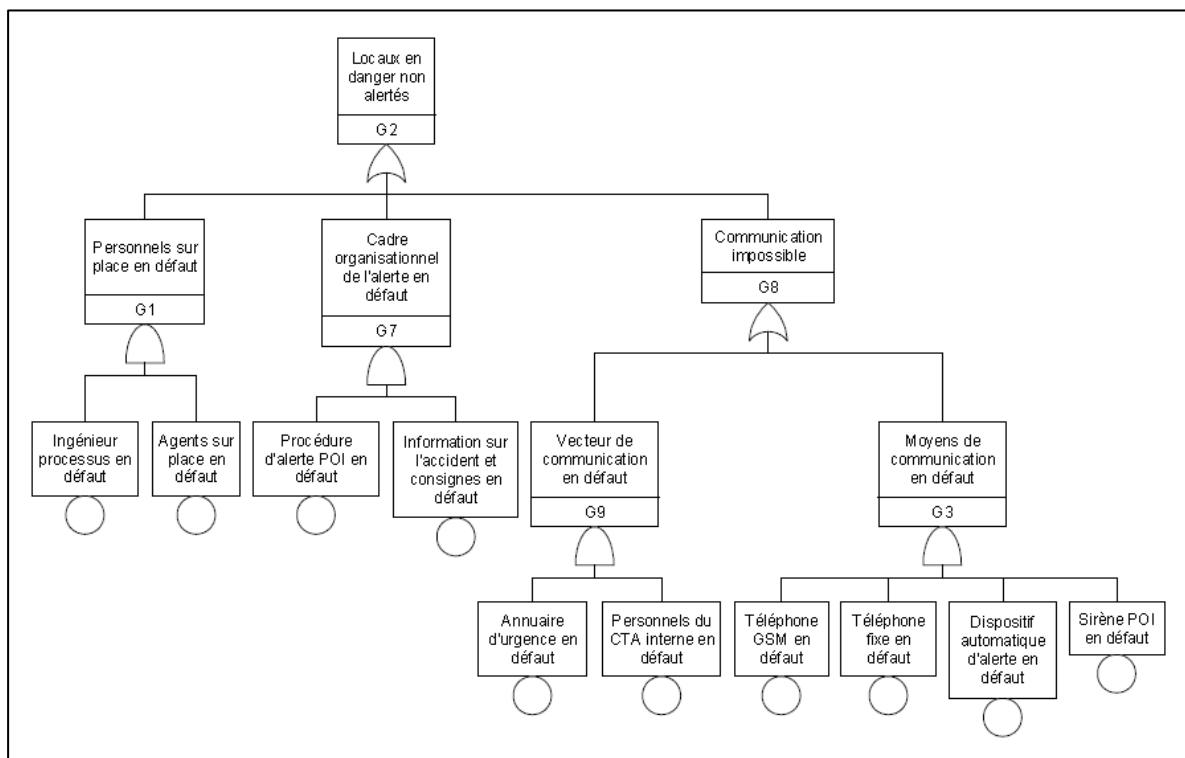 Locaux en
danger non
alertés
G2
Personnels sur
place en défaut
G1
Cadre
organisationnel
de l'alerte en
défaut
G7
Communication
impossible
G8
Ingénieur
processus en
défaut
Agents sur
place en
défaut
Procédure
d'alerte POI en
défaut
Information sur
l'accident et
consignes en
défaut
Vecteur de
communication
en défaut
G9
Moyens de
communication
en défaut
G3
Annuaire
d'urgence en
défaut
Personnels du
CTA interne en
défaut
Téléphone
GSM en
défaut
Téléphone
fixe en
défaut
Dispositif
automatique
d'alerte en
défaut
Sirène POI
en défaut